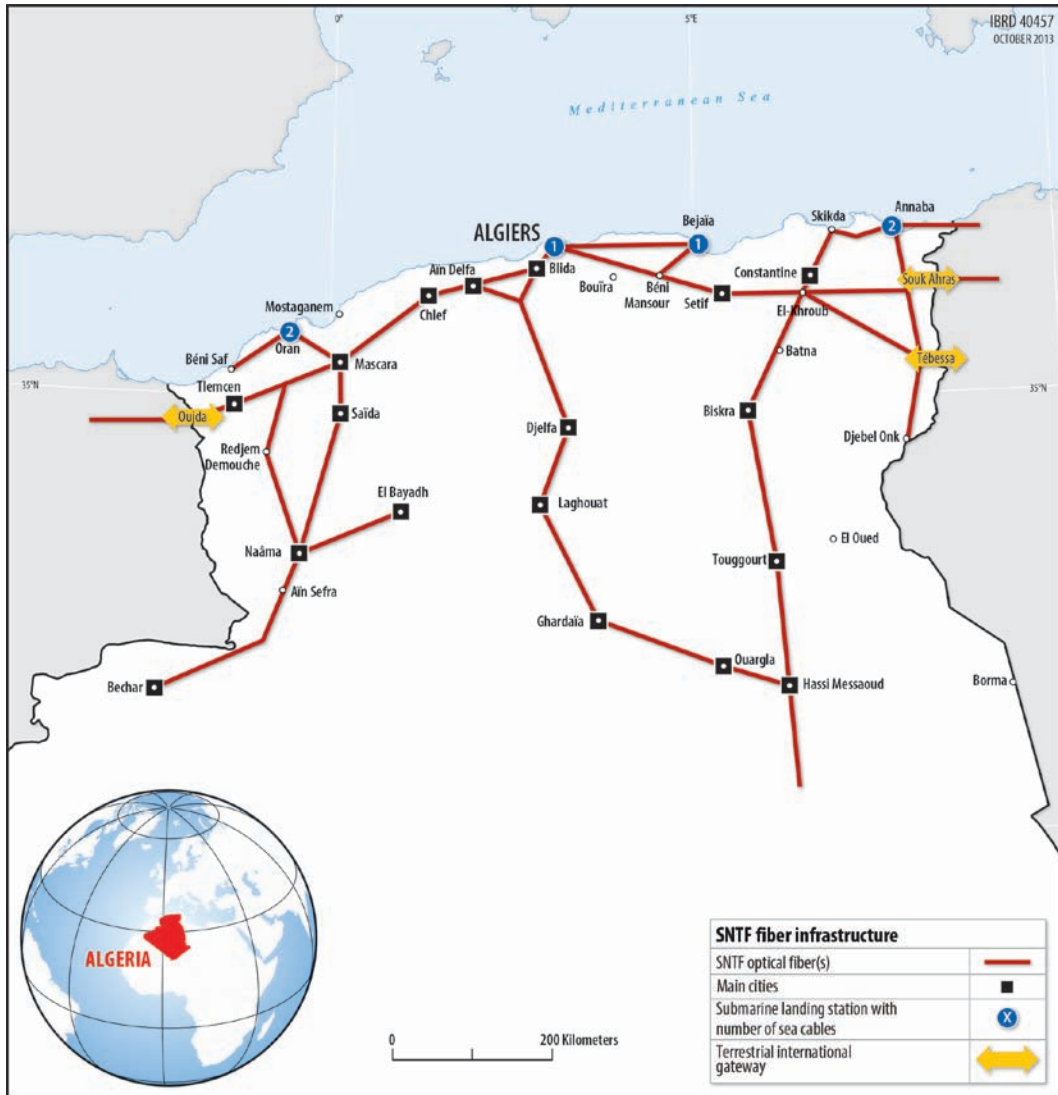 0°
5°E
IBRD 40457
OCTOBER 2013
Mediterranean Sea
Annaba
Skikda
2
Bejaïa
ALGIERS
1
1
Blida
Aïn Delfa
Constantine
Souk Ahras
Bouïra
Béni
Mansour
Setif
El-Khroub
Chlef
Mostaganem
2
Oran
Béni Saf
Mascara
Batna
Tébessa
35°N
35°N
Tlemcen
Oujda
Saïda
Biskra
Djelfa
Djebel Onk
Redjem
Demouche
El Bayadh
Laghouat
El Oued
Naâma
Touggourt
Aïn Sefra
Ghardaïa
Ouargla
Bechar
Hassi Messaoud
Borma
ALGERIA
0
200 Kilometers
SNTF fiber infrastructure
SNTF optical fiber(s)
Main cities
Submarine landing station with
number of sea cables
X
Terrestrial international
gateway